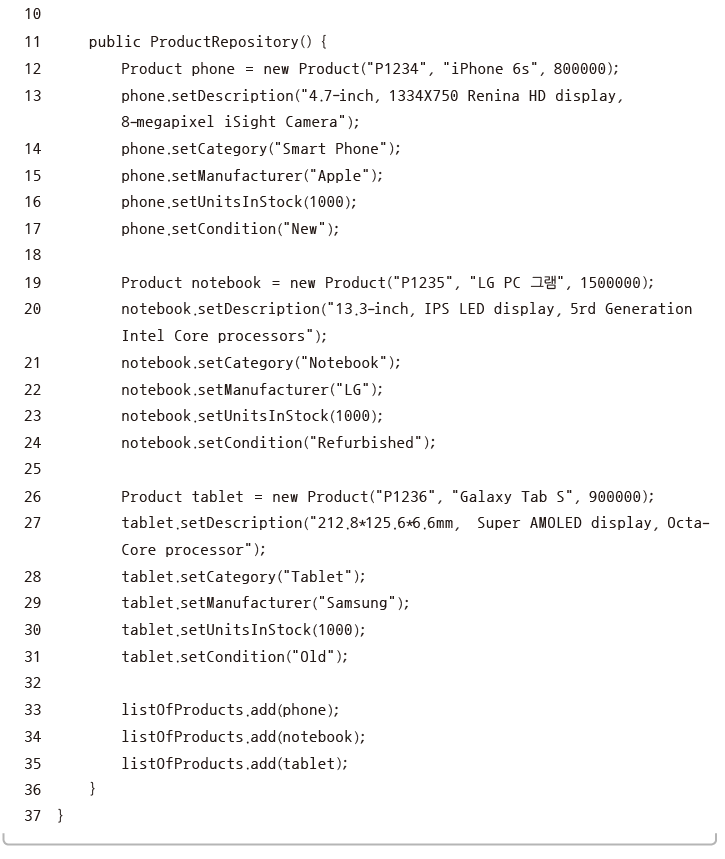 10
11 public ProductRepository() {
12 Product phone = new Product("P1234", "iPhone 6s", 800000);
13 phone.setDescription("4.7-inch, 1334X750 Renina HD display,
8-megapixel iSight Camera");
14 phone.setCategory("Smart Phone");
15 phone.setManufacturer("Apple");
16 phone.setUnitsInStock(1000);
17 phone.setCondition("New");
18
19 Product notebook = new Product("P1235", "LG PC 그램", 1500000);
20 notebook.setDescription("13.3-inch, IPS LED display, 5rd Generation
Intel Core processors");
21 notebook.setCategory("Notebook");
22 notebook.setManufacturer("LG");
23 notebook.setUnitsInStock(1000);
24 notebook.setCondition("Refurbished");
25
26 Product tablet = new Product("P1236", "Galaxy Tab S", 900000);
27 tablet.setDescription("212.8*125.6*6.6mm,  Super AMOLED display, Octa-
Core processor");
28 tablet.setCategory("Tablet");
29 tablet.setManufacturer("Samsung");
30 tablet.setUnitsInStock(1000);
31 tablet.setCondition("Old");
32
33 listOfProducts.add(phone);
34 listOfProducts.add(notebook);
35 listOfProducts.add(tablet);
36 }
37 }